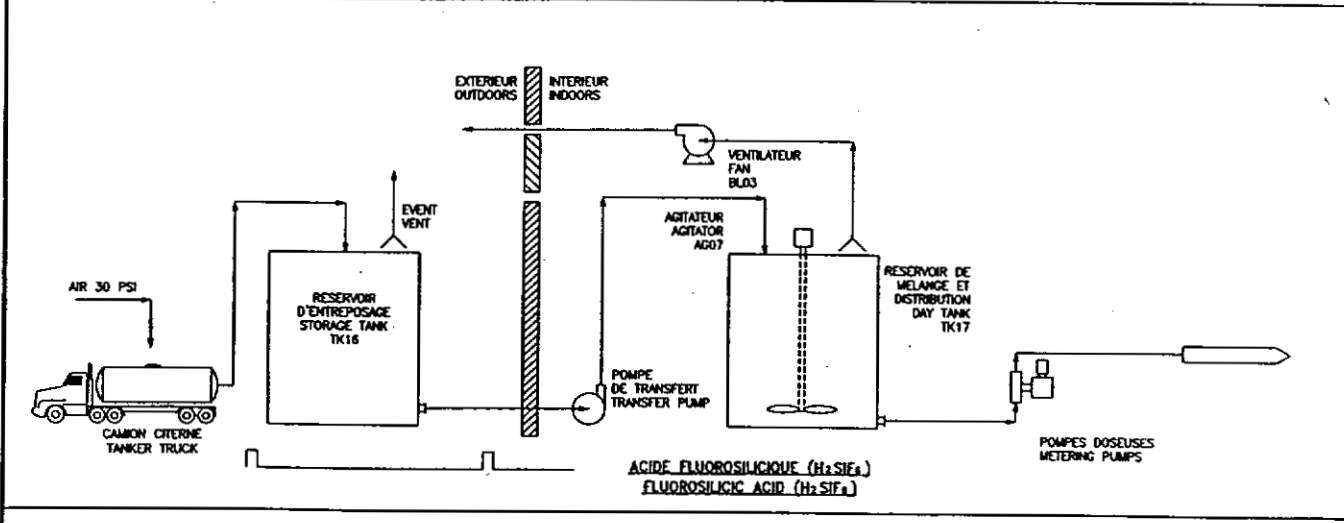 EXTERIEUR
OUTDOORS
INTERIEUR
INDOORS
VENTILATEUR
FAN
BL03
EVENT
VENT
AGITATEUR
AGITATOR
AG07
AIR 30 PSI
RESERVOIR
D'ENTREPOSAGE
STORAGE TANK
TK16
RESERVOIR DE
MELANGE ET
DISTRIBUTION
DAY TANK
TK17
POMPE
DE TRANSFERT
TRANSFER PUMP
CAMION CITERNE
TANKER TRUCK
POMPES DOSEUSES
METERING PUMPS
ACIDE FLUOROSILICIQUE (H2SIF6)
FLUOROSILICIC ACID (H2SIF6)